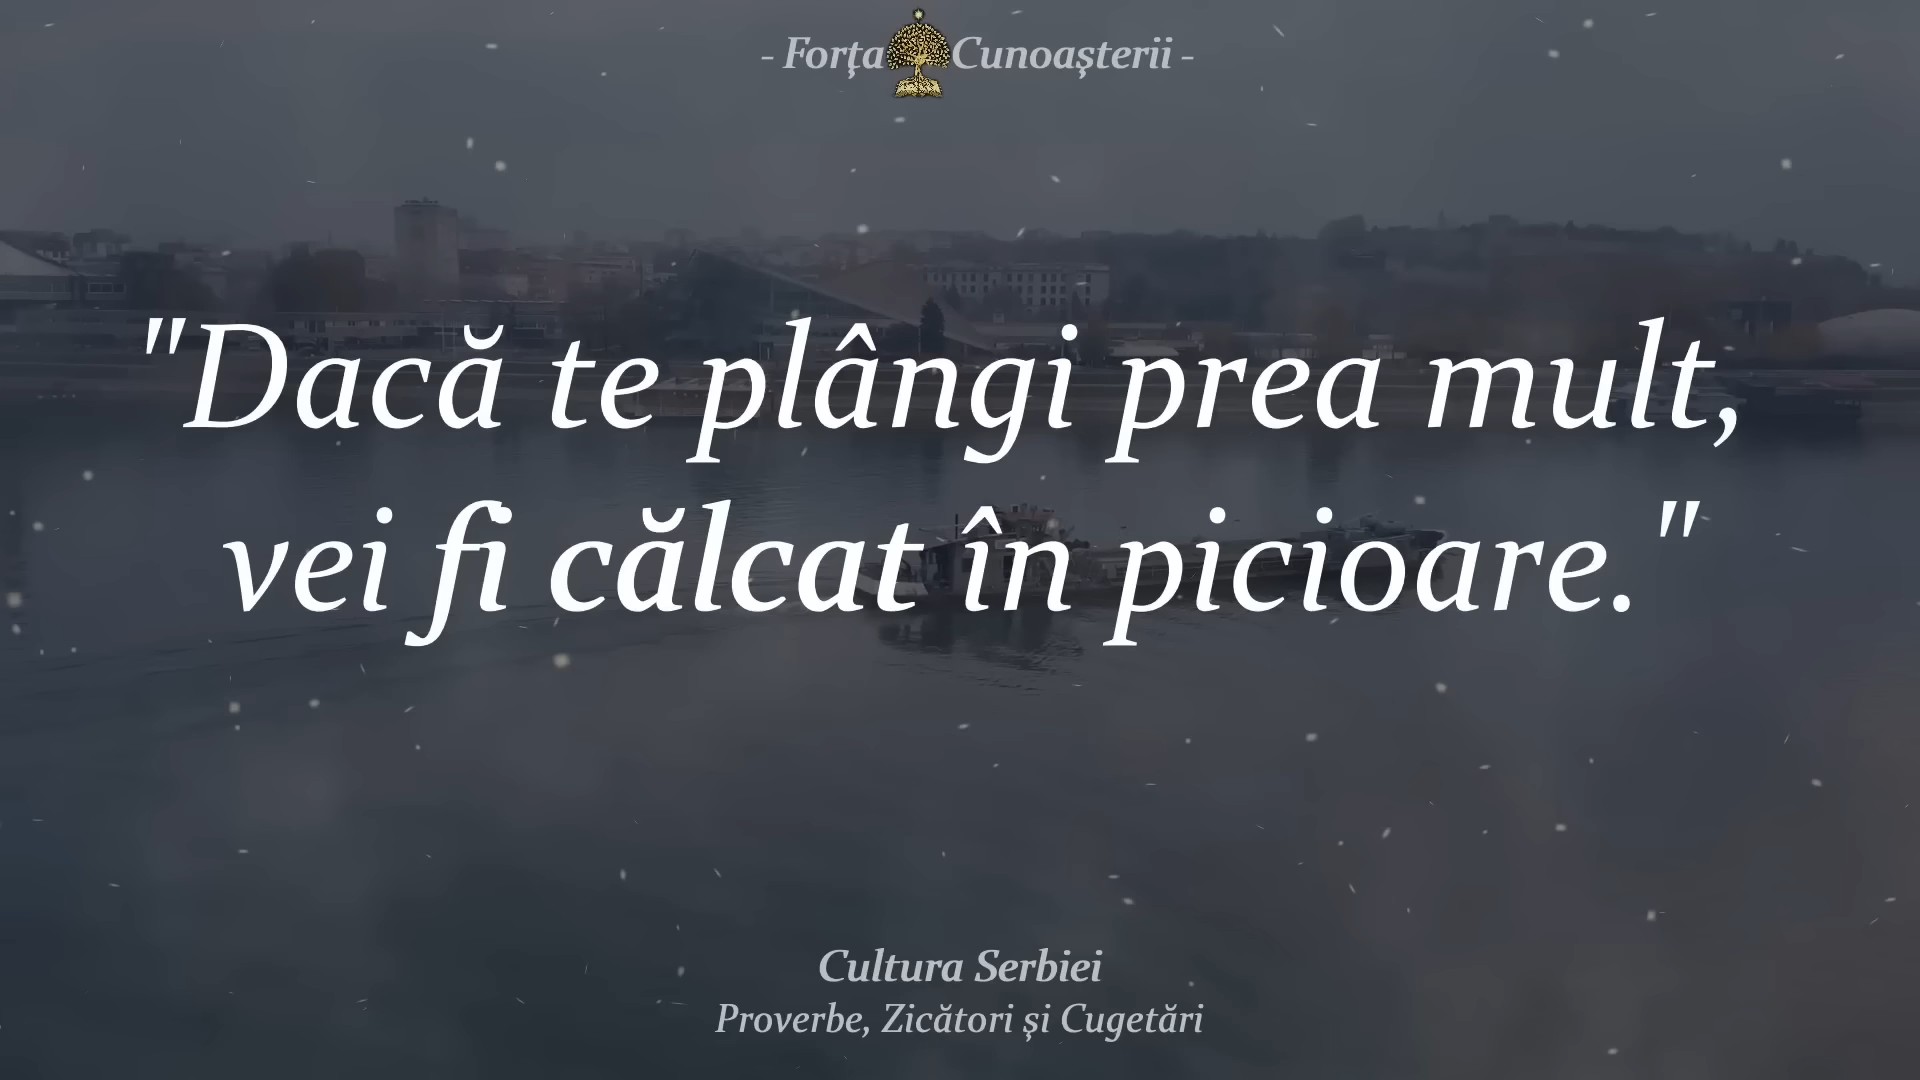 - Forța Cunoașterii -
"Dacă te plângi prea mult,
vei fi călcat în picioare."
Cultura Serbiei
Proverbe, Zicători și Cugetări